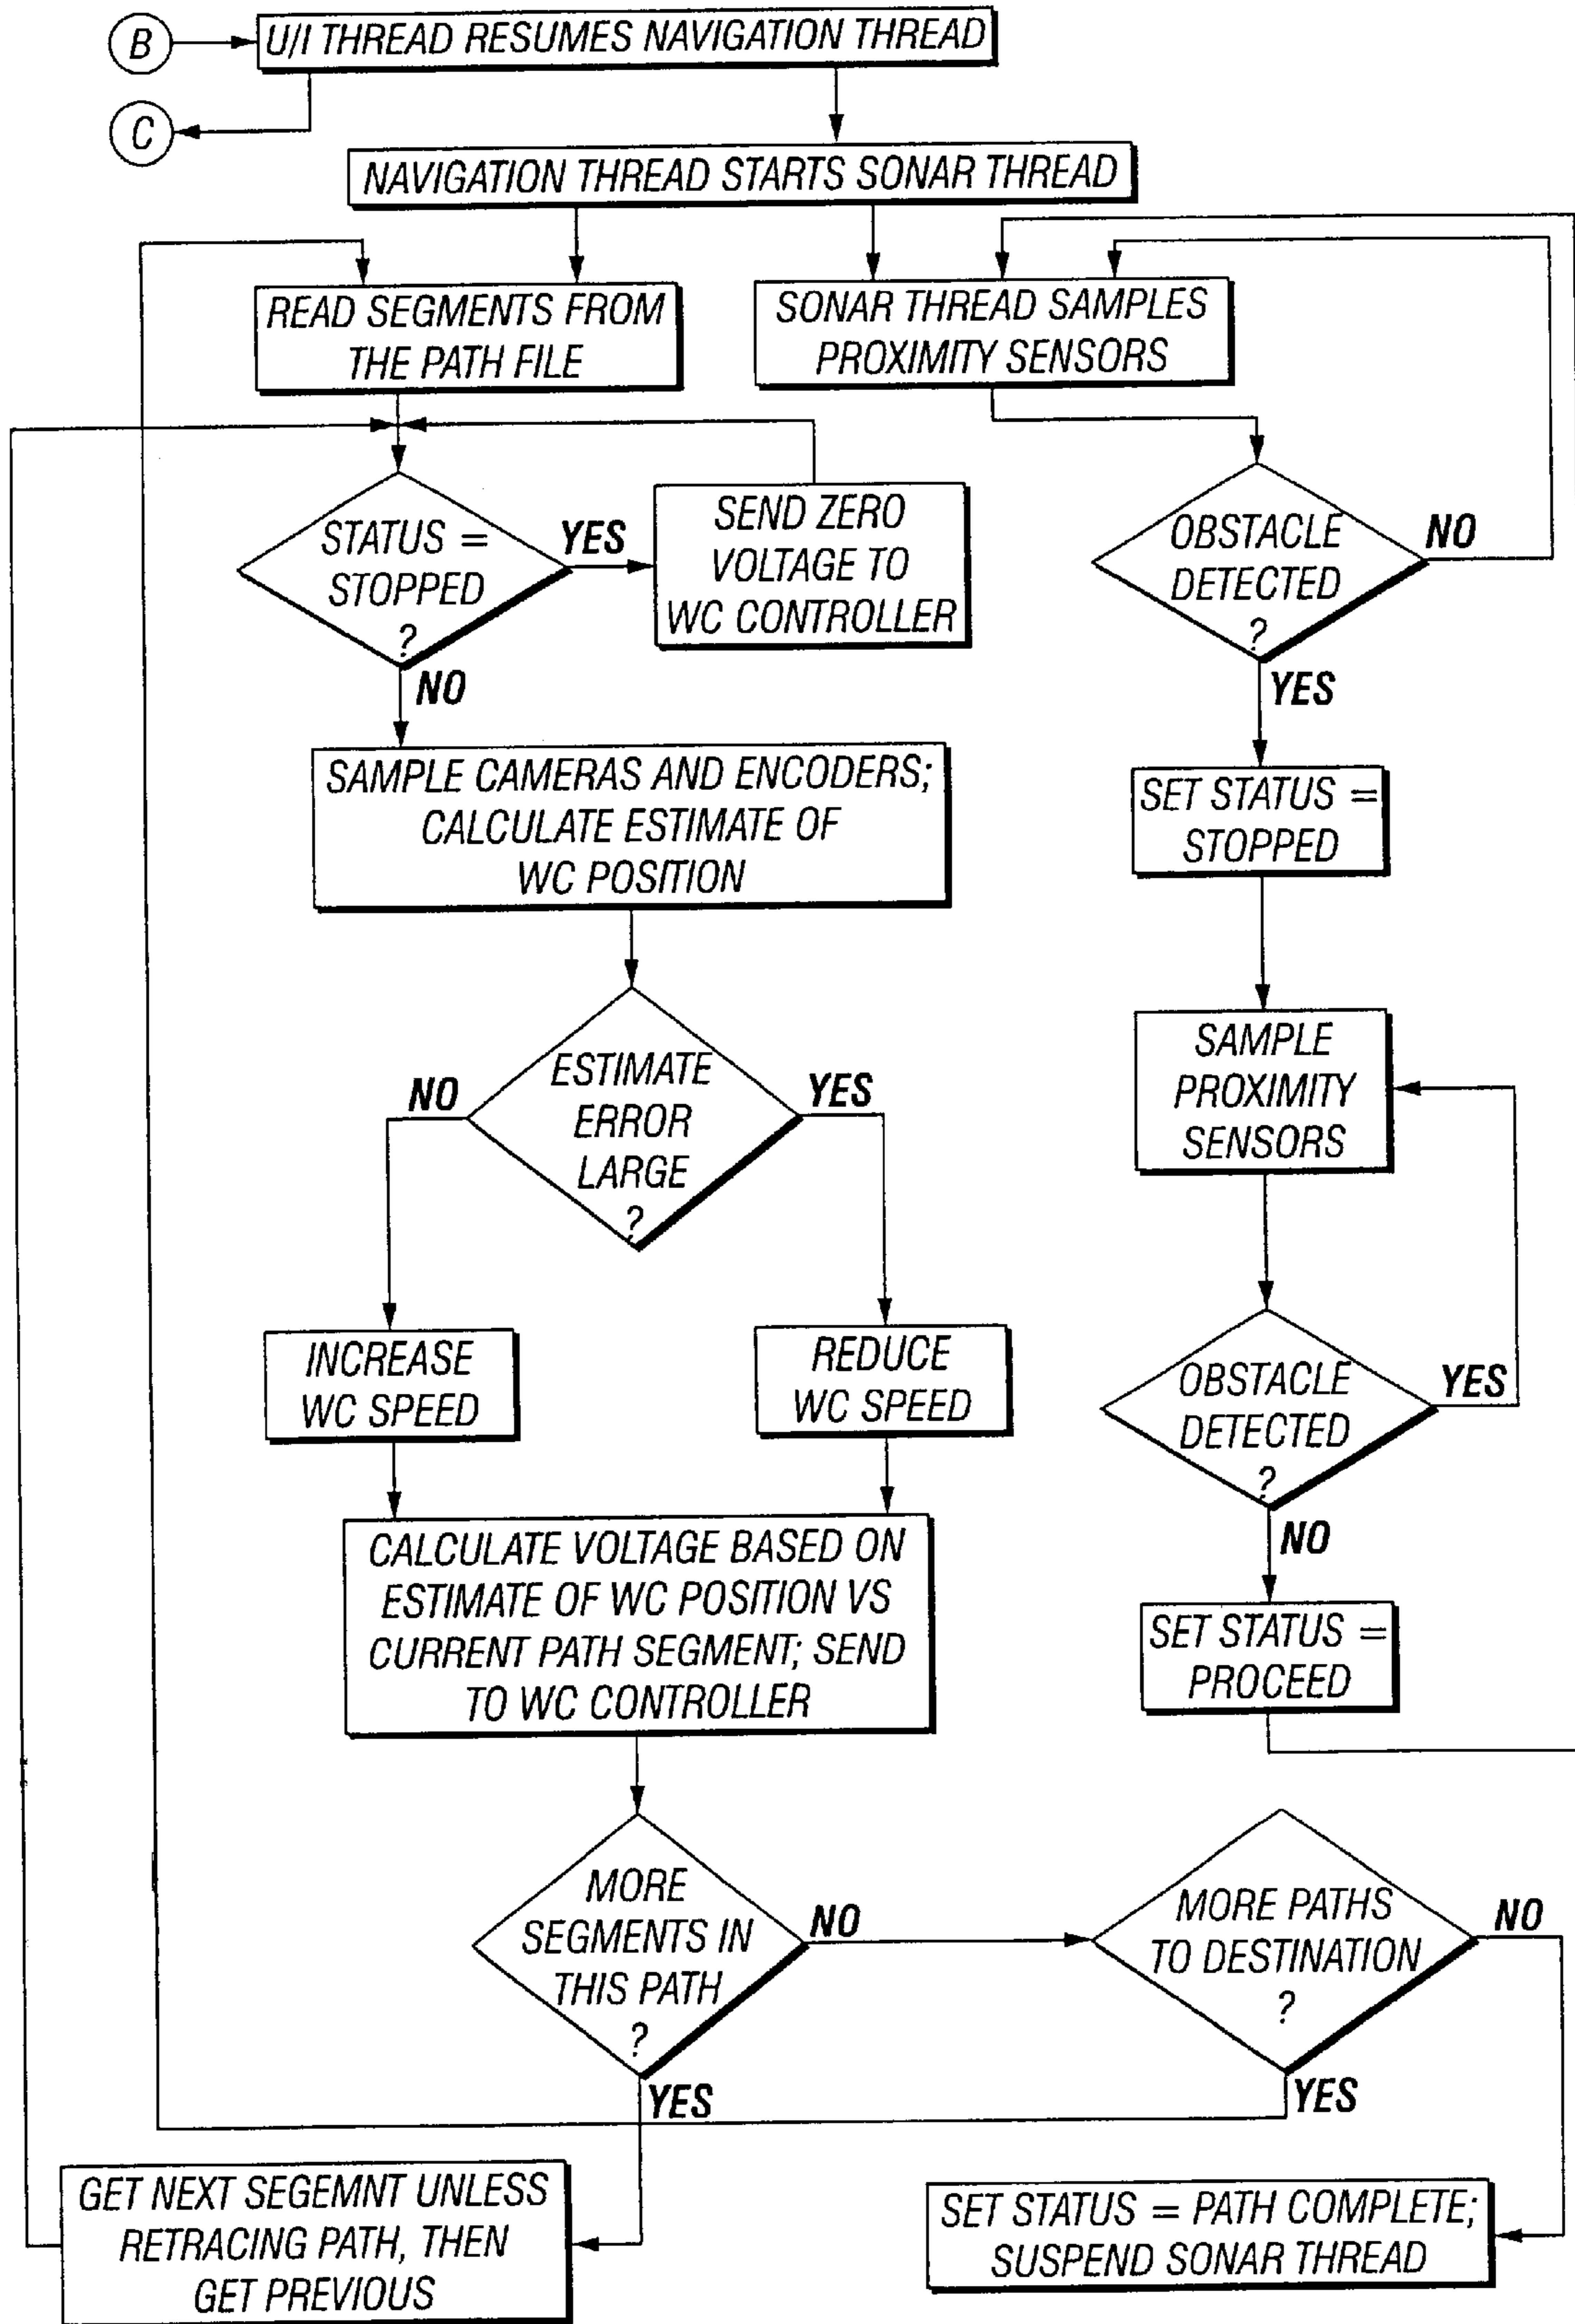 B
U/I THREAD RESUMES NAVIGATION THREAD
C
NAVIGATION THREAD STARTS SONAR THREAD
READ SEGMENTS FROM
THE PATH FILE
SONAR THREAD SAMPLES
PROXIMITY SENSORS
STATUS =
STOPPED
?
YES
NO
SEND ZERO
VOLTAGE TO
WC CONTROLLER
OBSTACLE
DETECTED
?
NO
YES
SAMPLE CAMERAS AND ENCODERS;
CALCULATE ESTIMATE OF
WC POSITION
SET STATUS =
STOPPED
ESTIMATE
ERROR
LARGE
?
NO
YES
SAMPLE
PROXIMITY
SENSORS
INCREASE
WC SPEED
REDUCE
WC SPEED
OBSTACLE
DETECTED
?
YES
NO
CALCULATE VOLTAGE BASED ON
ESTIMATE OF WC POSITION VS
CURRENT PATH SEGMENT; SEND
TO WC CONTROLLER
SET STATUS =
PROCEED
MORE
SEGMENTS IN
THIS PATH
?
NO
YES
MORE PATHS
TO DESTINATION
?
NO
YES
GET NEXT SEGEMNT UNLESS
RETRACING PATH, THEN
GET PREVIOUS
SET STATUS = PATH COMPLETE;
SUSPEND SONAR THREAD